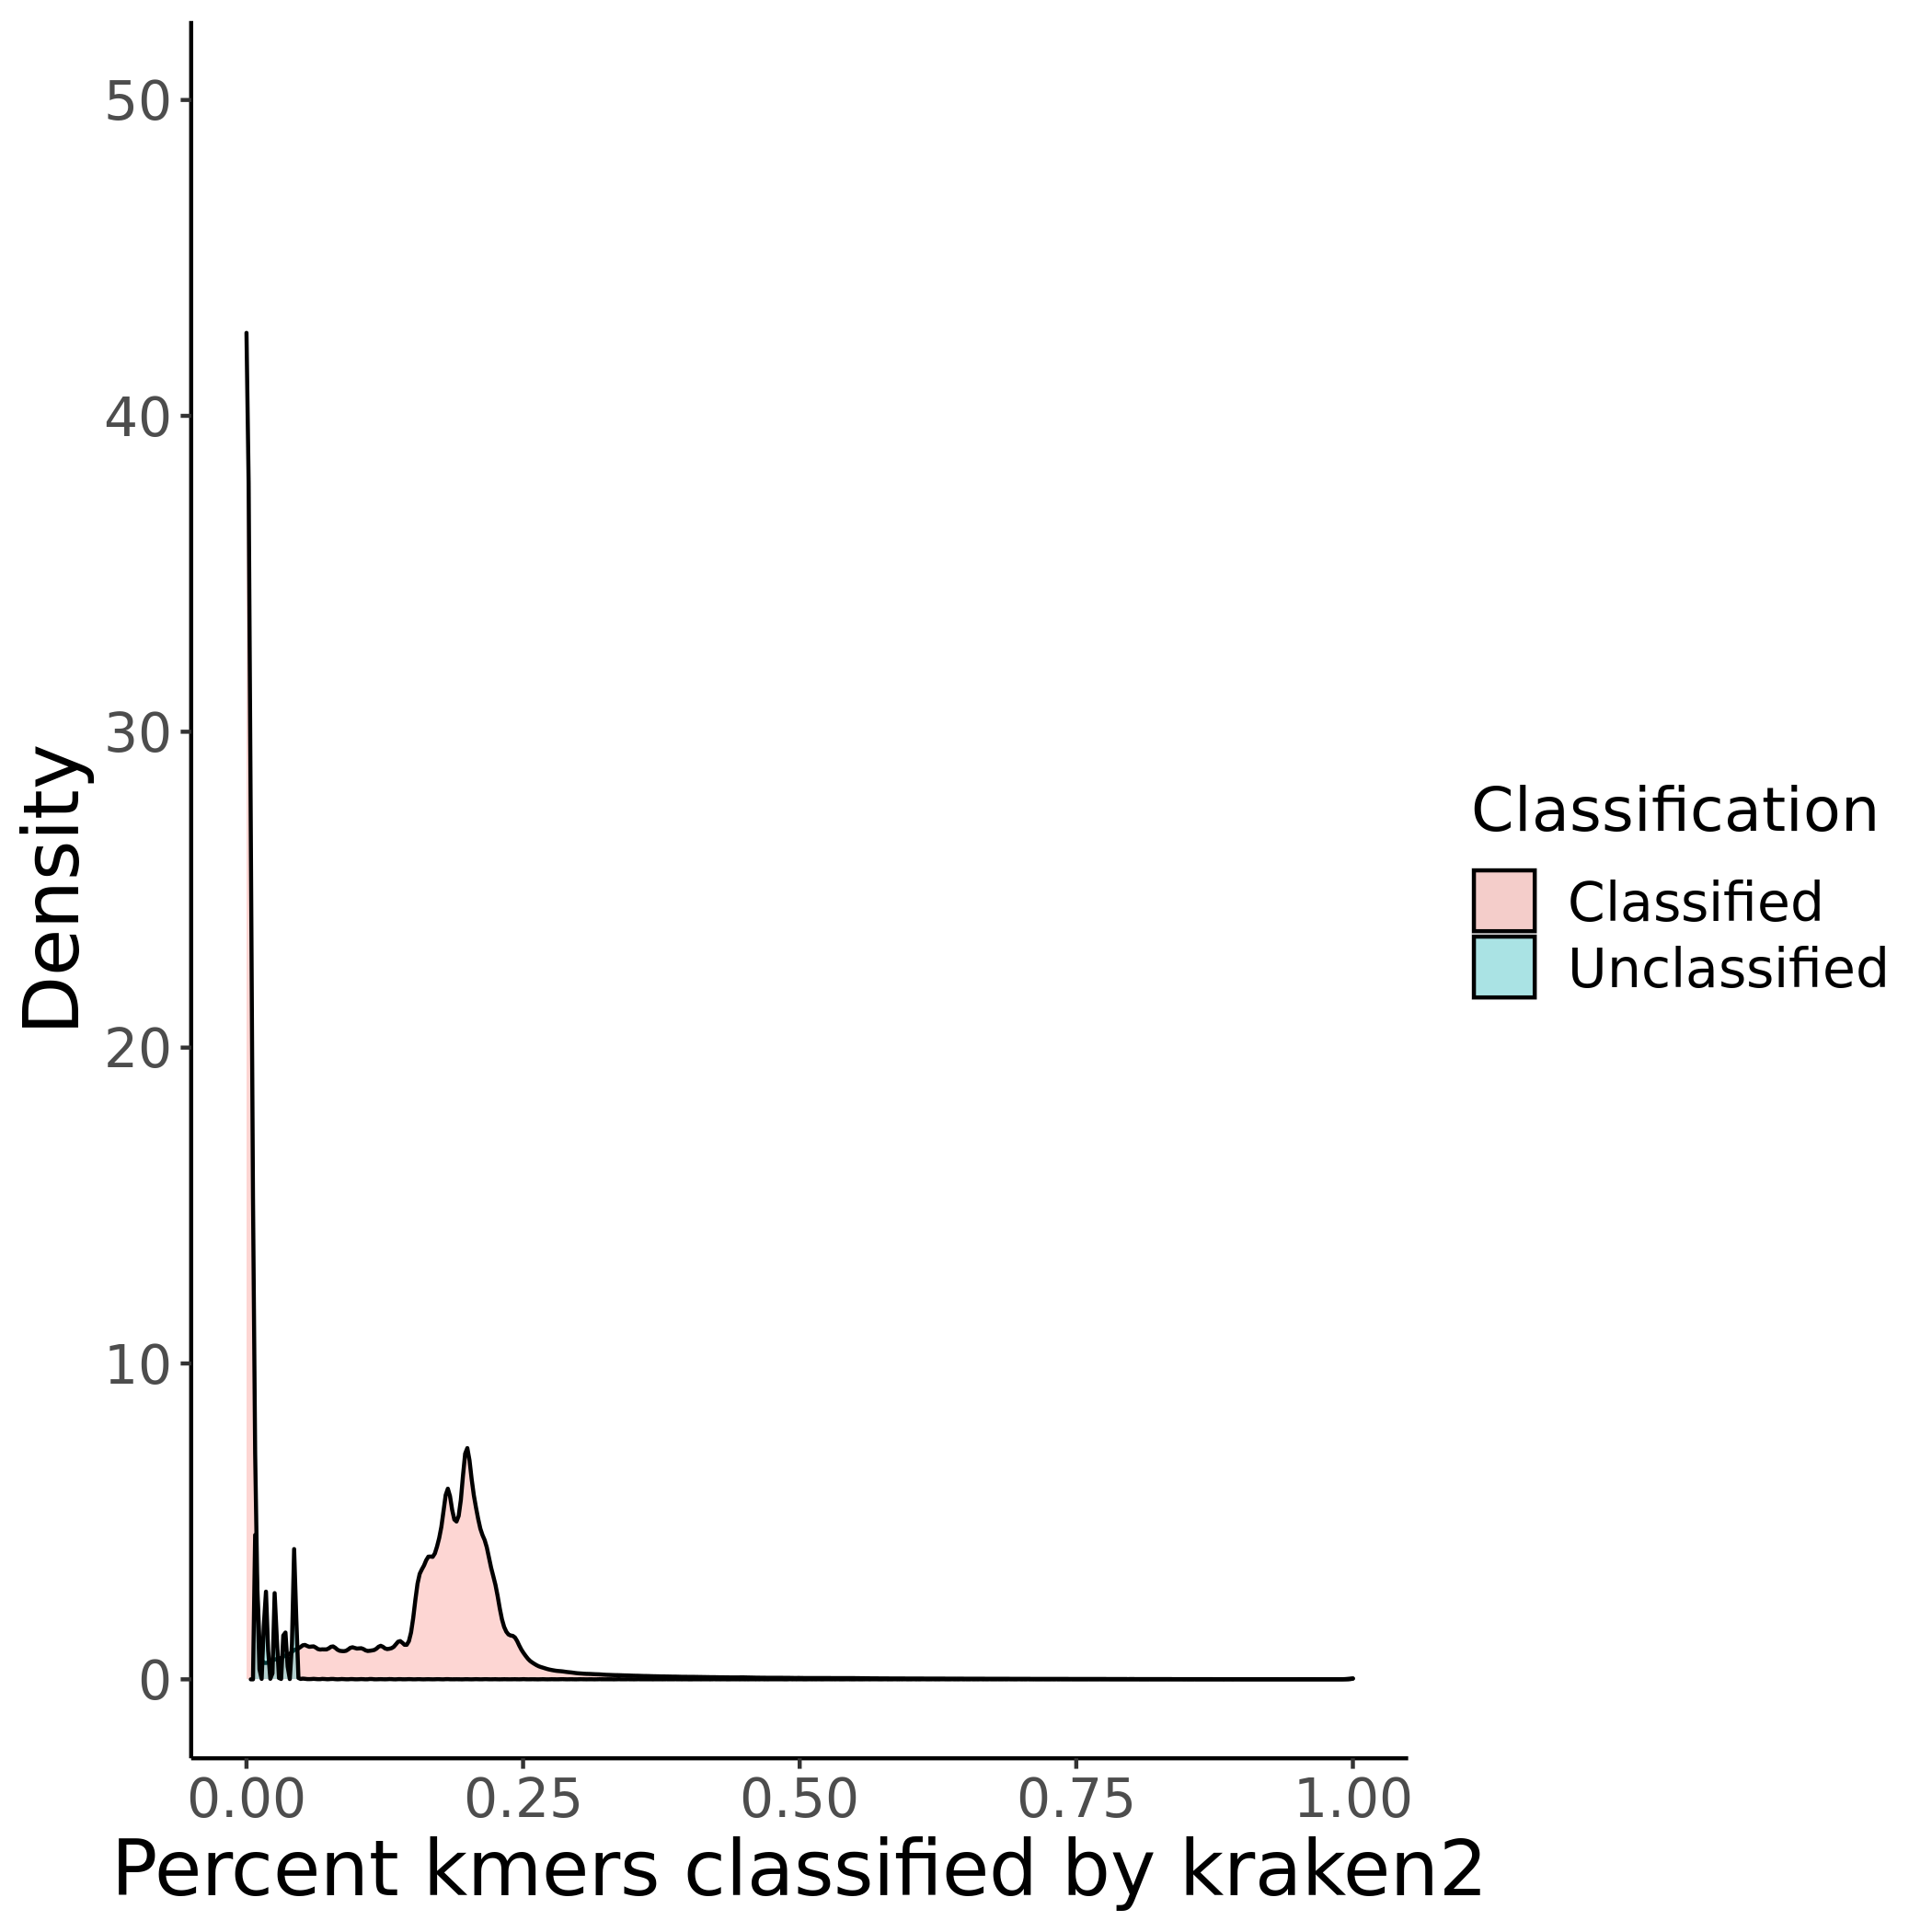 Density
50
40
30
20
10
0
0.00 0.25 0.50 0.75 1.00
Percent kmers classified by kraken2
Classification
Classified
Unclassified